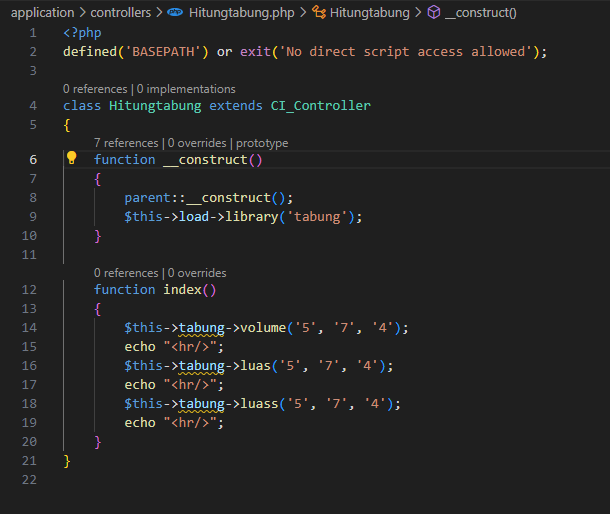 application > controllers > Hitungtabung.php > Hitungtabung > __construct()
1 <?php
2 defined('BASEPATH') or exit('No direct script access allowed');
3
0 references | 0 implementations
4 class Hitungtabung extends CI_Controller
5 {
7 references | 0 overrides | prototype
6 function __construct()
7 {
8 parent::__construct();
9 $this->load->library('tabung');
10 }
11
0 references | 0 overrides
12 function index()
13 {
14 $this->tabung->volume('5', '7', '4');
15 echo "<hr/>";
16 $this->tabung->luas('5', '7', '4');
17 echo "<hr/>";
18 $this->tabung->luass('5', '7', '4');
19 echo "<hr/>";
20 }
21 }
22